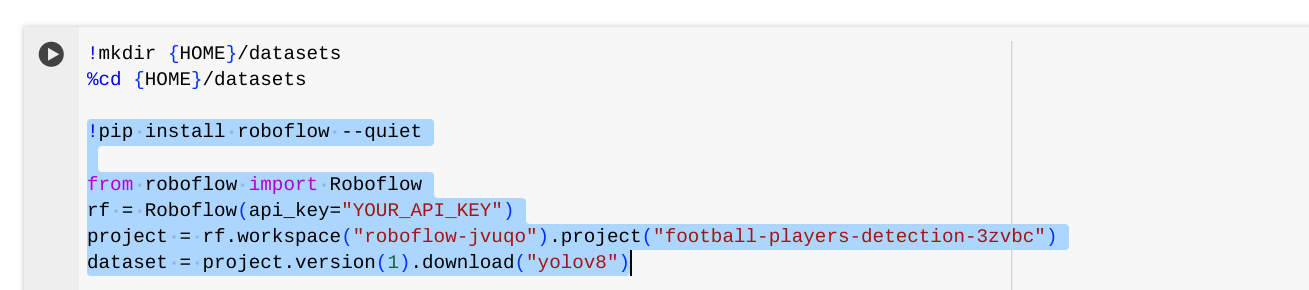 !mkdir {HOME}/datasets
%cd {HOME}/datasets
!pip install roboflow --quiet
from roboflow import Roboflow
rf = Roboflow(api_key="YOUR_API_KEY")
project = rf.workspace("roboflow-jvuqo").project("football-players-detection-3zvbc")
dataset = project.version(1).download("yolov8")